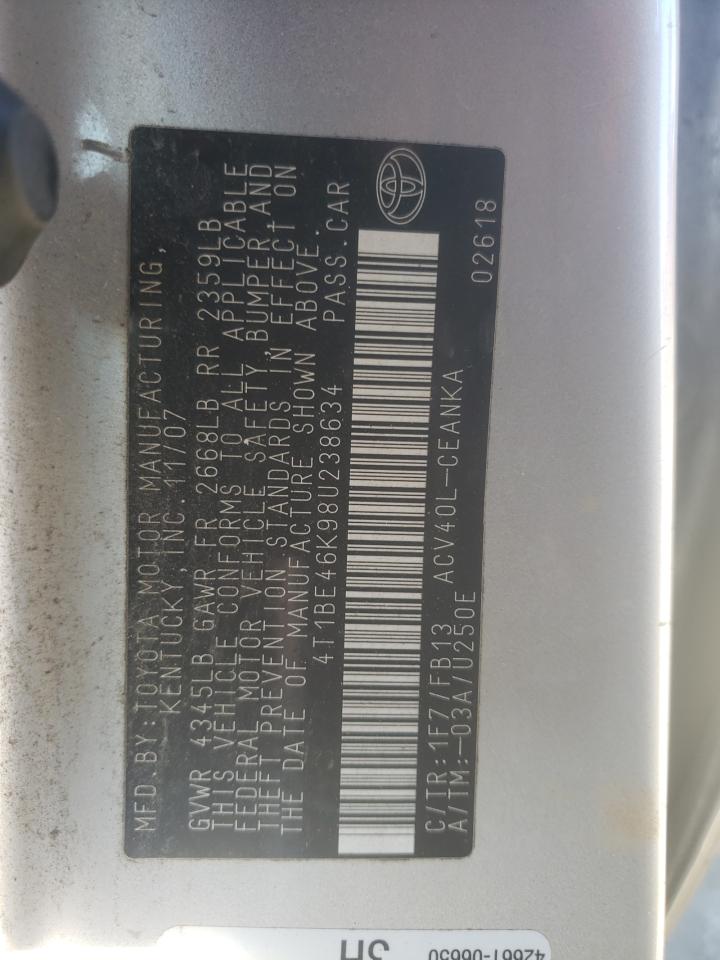 MFD.BY:TOYOTA MOTOR MANUFACTURING,
KENTUCKY,INC.11/07
GVWR 4345LB GAWR FR 2668LB RR 2359LB
THIS VEHICLE CONFORMS TO ALL APPLICABLE
FEDERAL MOTOR VEHICLE SAFETY,BUMPER,AND
THEFT PREVENTION STANDARDS IN EFFECT ON
THE DATE OF MANUFACTURE SHOWN ABOVE.
4T1BE46K98U238634 PASS.CAR
C/TR:1F7/FB13 ACV40L-CEANKA
A/TM:-03A/U250E 02618
42661-06650